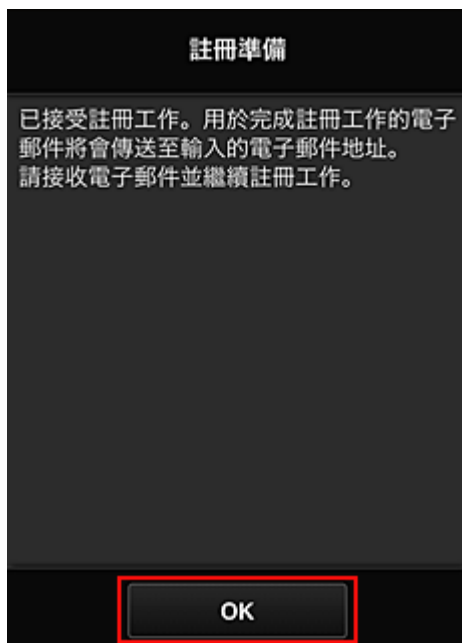 註冊準備
已接受註冊工作。用於完成註冊工作的電子
郵件將會傳送至輸入的電子郵件地址。
請接收電子郵件並繼續註冊工作。
OK